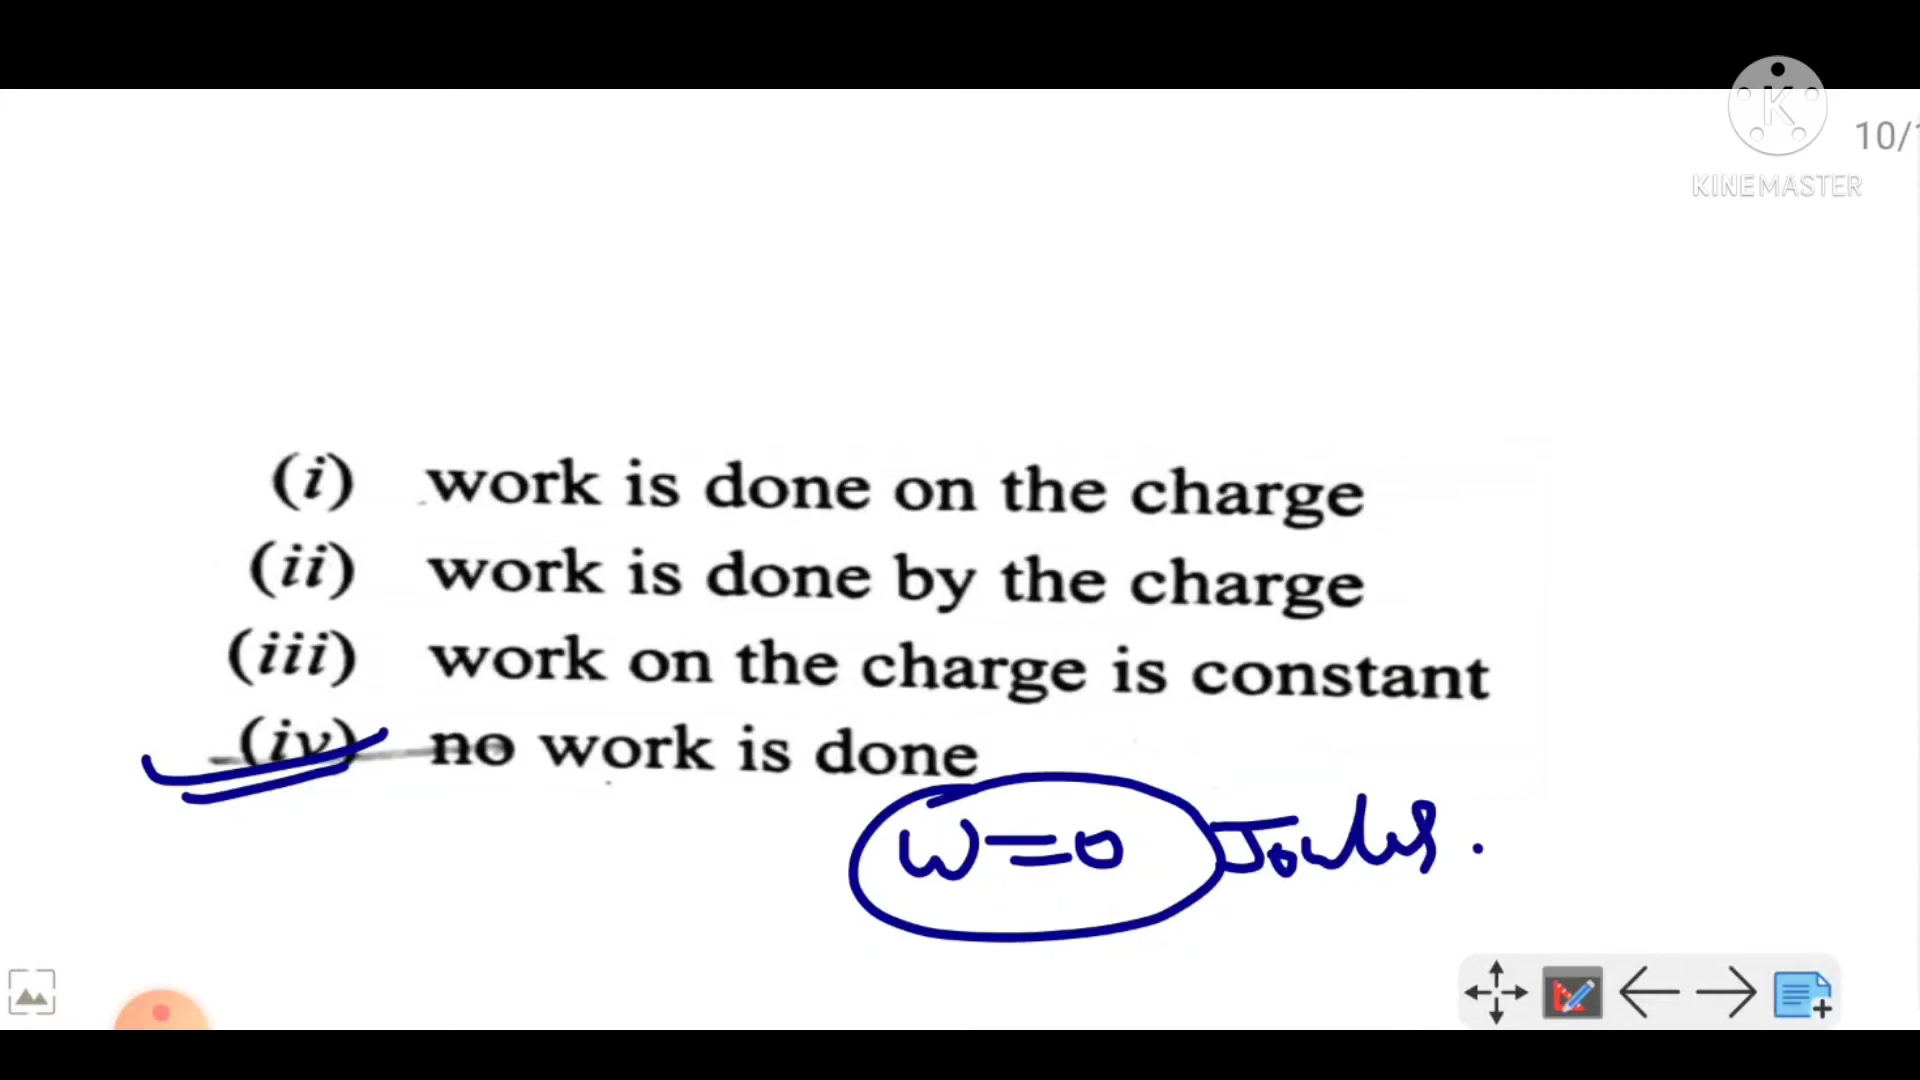 KINEMASTER
10/
(i) work is done on the charge
(ii) work is done by the charge
(iii) work on the charge is constant
(iv) no work is done
W=0 Joules.